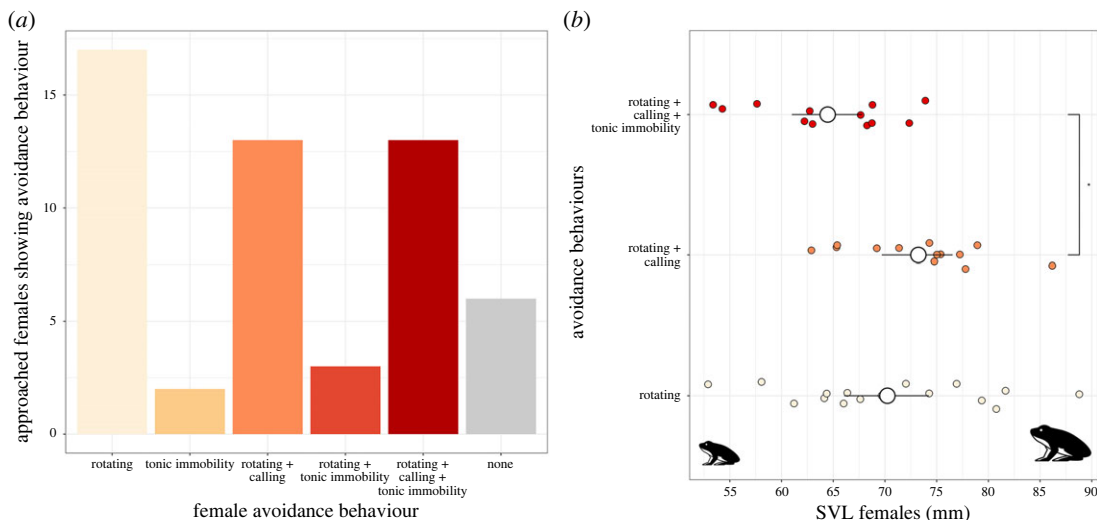 (a)
(b)
approached females showing avoidance behaviour
15
10
5
0
rotating
tonic immobility
rotating +
calling
rotating +
tonic immobility
rotating +
calling +
tonic immobility
none
female avoidance behaviour
avoidance behaviours
rotating +
calling +
tonic immobility
rotating +
calling
rotating
*
55
60
65
70
75
80
85
90
SVL females (mm)